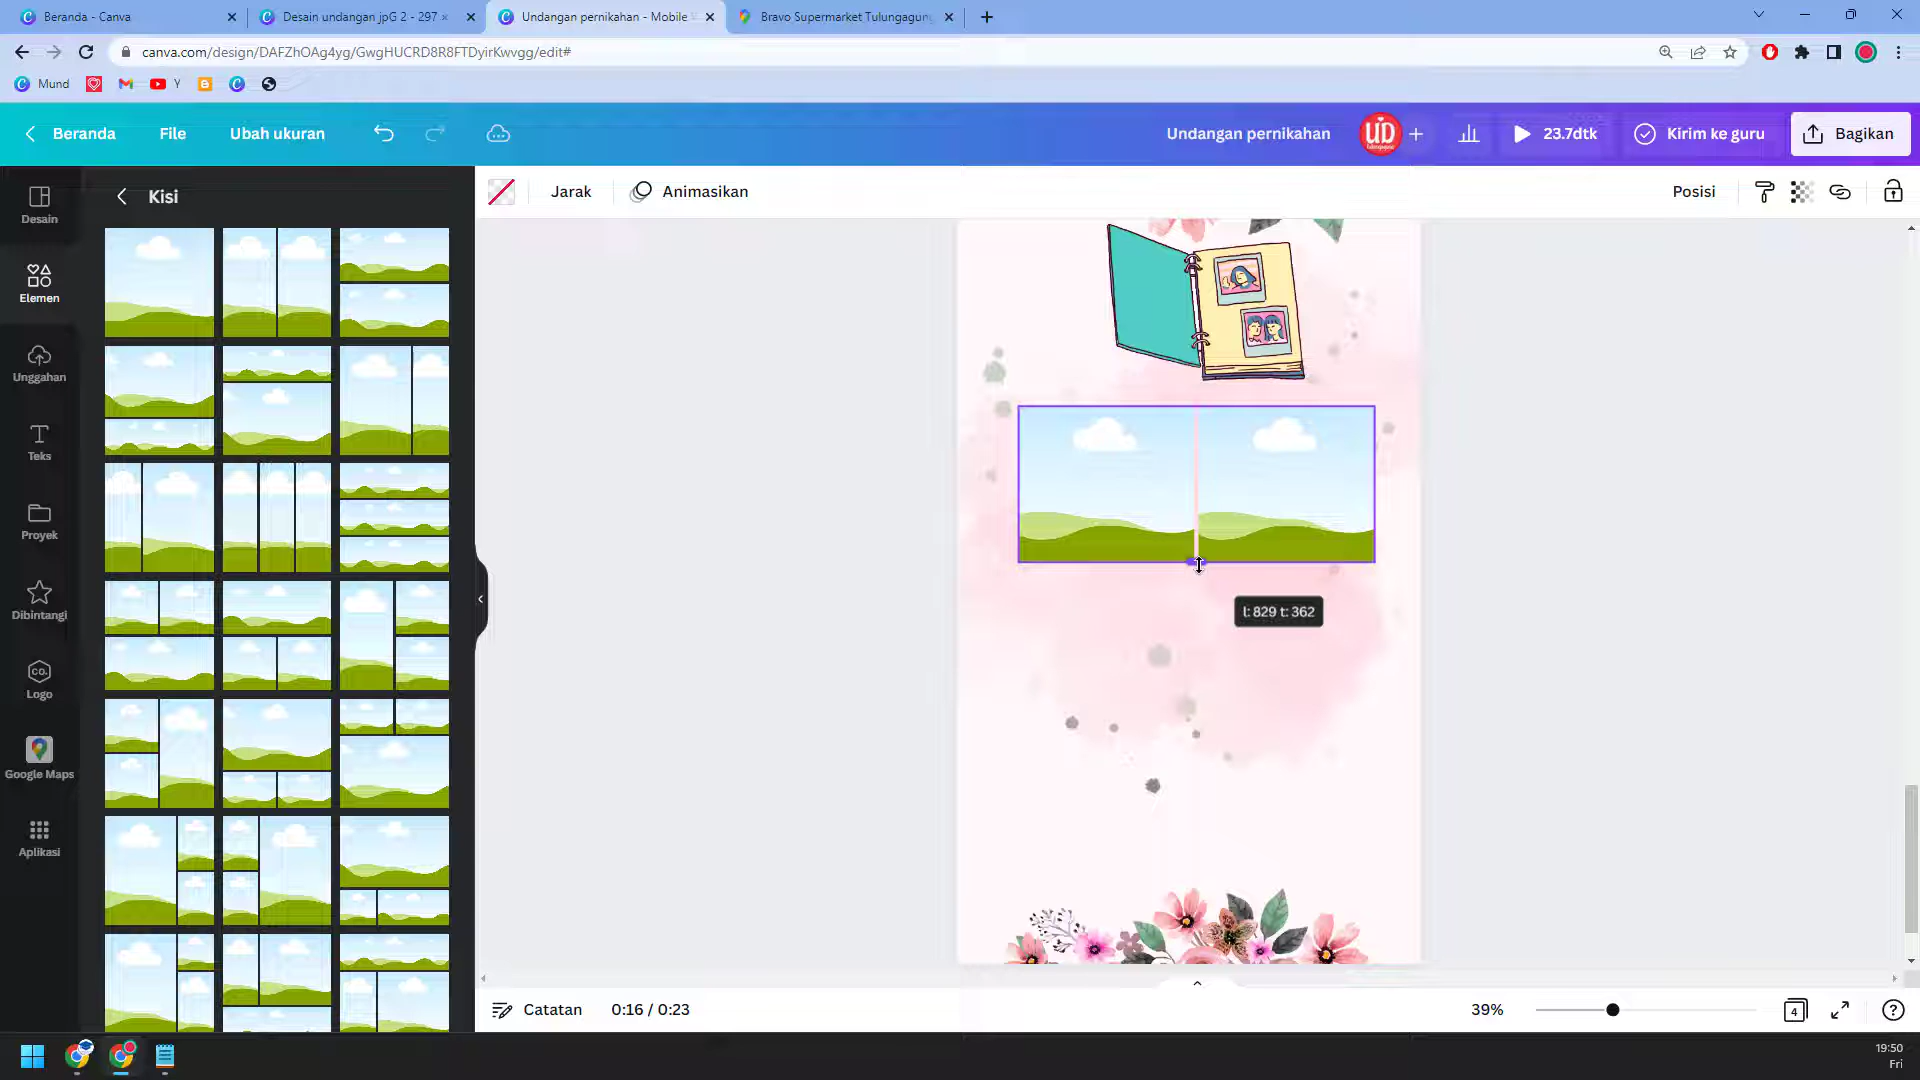 Beranda - Canva
Desain undangan jpG 2 - 297 ×
Undangan pernikahan - Mobile
Bravo Supermarket Tulungagung
canva.com/design/DAFZhOAg4yg/GwgHUCRD8R8FTDyirKwvgg/edit#
Mund
Y
Beranda
File
Ubah ukuran
Undangan pernikahan
UD
23.7dtk
Kirim ke guru
Bagikan
Desain
Elemen
Unggahan
Teks
Proyek
Dibintangi
CO.
Logo
Google Maps
Aplikasi
Kisi
Jarak
Animasikan
Posisi
l: 829 t: 362
Catatan
0:16 / 0:23
39%
4
19:50
Fri